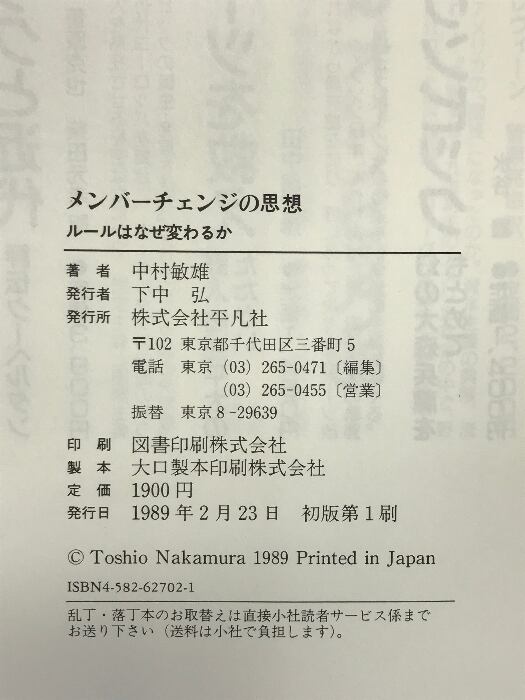 メンバーチェンジの思想
ルールはなぜ変わるか
著者 中村敏雄
発行者 下中 弘
発行所 株式会社平凡社
〒102 東京都千代田区三番町5
電話 東京 (03) 265-0471〔編集〕
(03) 265-0455〔営業〕
振替 東京8-29639
印刷 図書印刷株式会社
製本 大口製本印刷株式会社
定価 1900円
発行日 1989年2月23日 初版第1刷
© Toshio Nakamura 1989 Printed in Japan
ISBN4-582-62702-1
乱丁・落丁本のお取替えは直接小社読者サービス係まで
お送り下さい(送料は小社で負担します)。